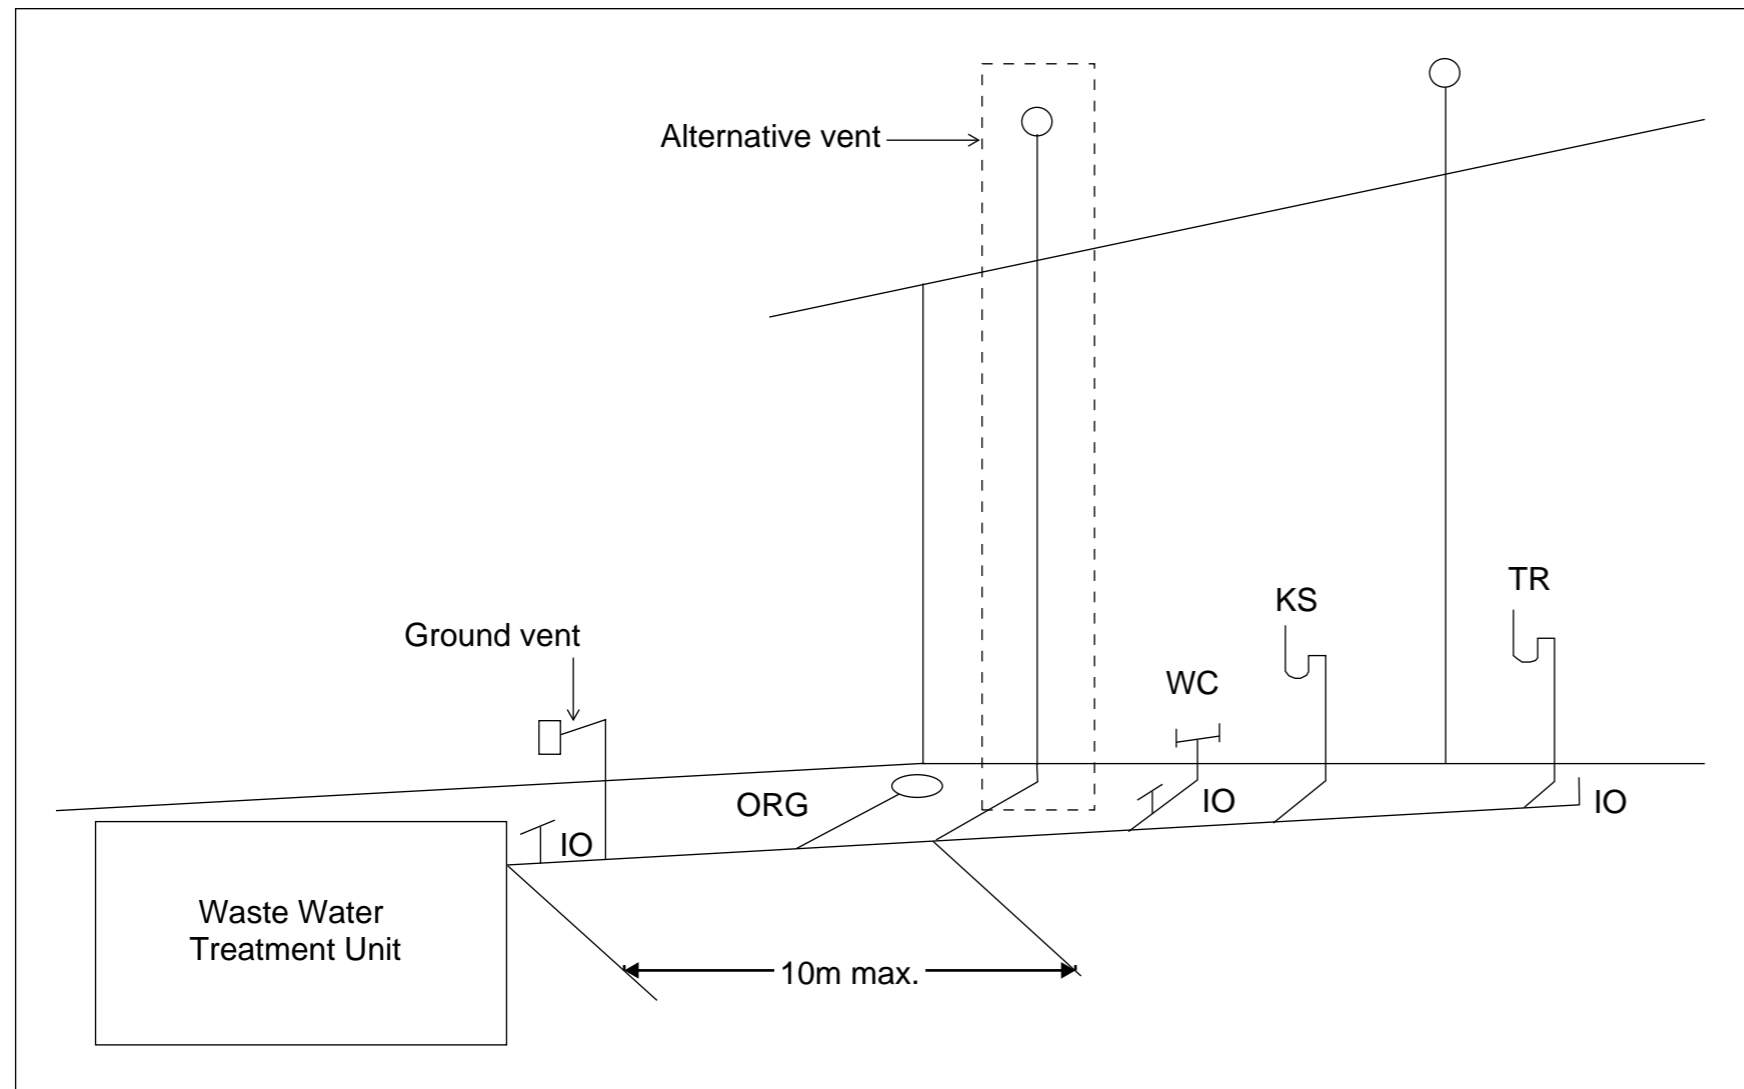 Alternative vent
TR
KS
Ground vent
WC
ORG
IO
IO
IO
Waste Water
Treatment Unit
10m max.